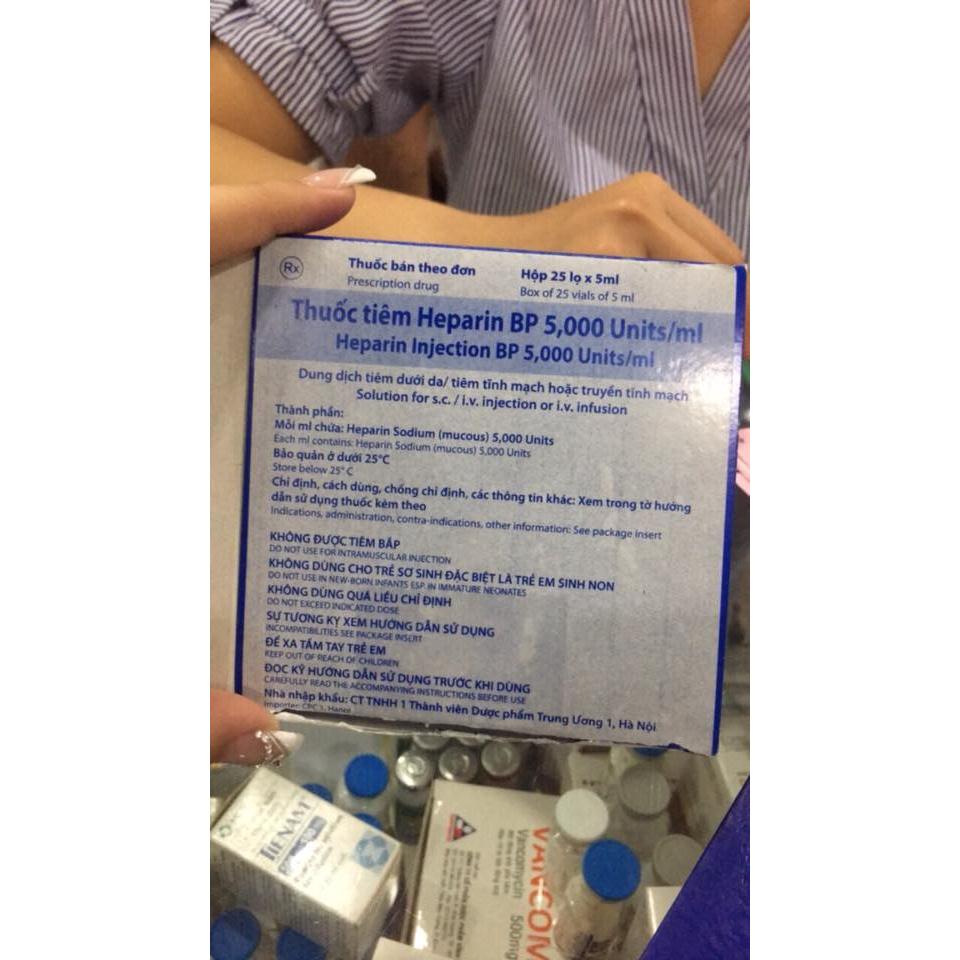 Rx
Thuốc bán theo đơn
Prescription drug
Hộp 25 lọ x 5ml
Box of 25 vials of 5 ml
Thuốc tiêm Heparin BP 5,000 Units/ml
Heparin Injection BP 5,000 Units/ml
Dung dịch tiêm dưới da/ tiêm tĩnh mạch hoặc truyền tĩnh mạch
Solution for s.c. / i.v. injection or i.v. infusion
Thành phần:
Mỗi ml chứa: Heparin Sodium (mucous) 5,000 Units
Each ml contains: Heparin Sodium (mucous) 5,000 Units
Bảo quản ở dưới 25°C
Store below 25° C
Chỉ định, cách dùng, chống chỉ định, các thông tin khác: Xem trong tờ hướng
dẫn sử dụng thuốc kèm theo
Indications, administration, contra-indications, other information: See package insert
KHÔNG ĐƯỢC TIÊM BẮP
DO NOT USE FOR INTRAMUSCULAR INJECTION
KHÔNG DÙNG CHO TRẺ SƠ SINH ĐẶC BIỆT LÀ TRẺ EM SINH NON
DO NOT USE IN NEW-BORN INFANTS ESP. IN IMMATURE NEONATES
KHÔNG DÙNG QUÁ LIỀU CHỈ ĐỊNH
DO NOT EXCEED INDICATED DOSE
SỰ TƯƠNG KỴ XEM HƯỚNG DẪN SỬ DỤNG
INCOMPATIBILITIES SEE PACKAGE INSERT
ĐỂ XA TẦM TAY TRẺ EM
KEEP OUT OF REACH OF CHILDREN
ĐỌC KỸ HƯỚNG DẪN SỬ DỤNG TRƯỚC KHI DÙNG
CAREFULLY READ THE ACCOMPANYING INSTRUCTIONS BEFORE USE
Nhà nhập khẩu: CT TNHH 1 Thành viên Dược phẩm Trung Ương 1, Hà Nội
Importer: CPC 1, Hanoi
TIENAM
VANCOM
Vancomycin 500mg